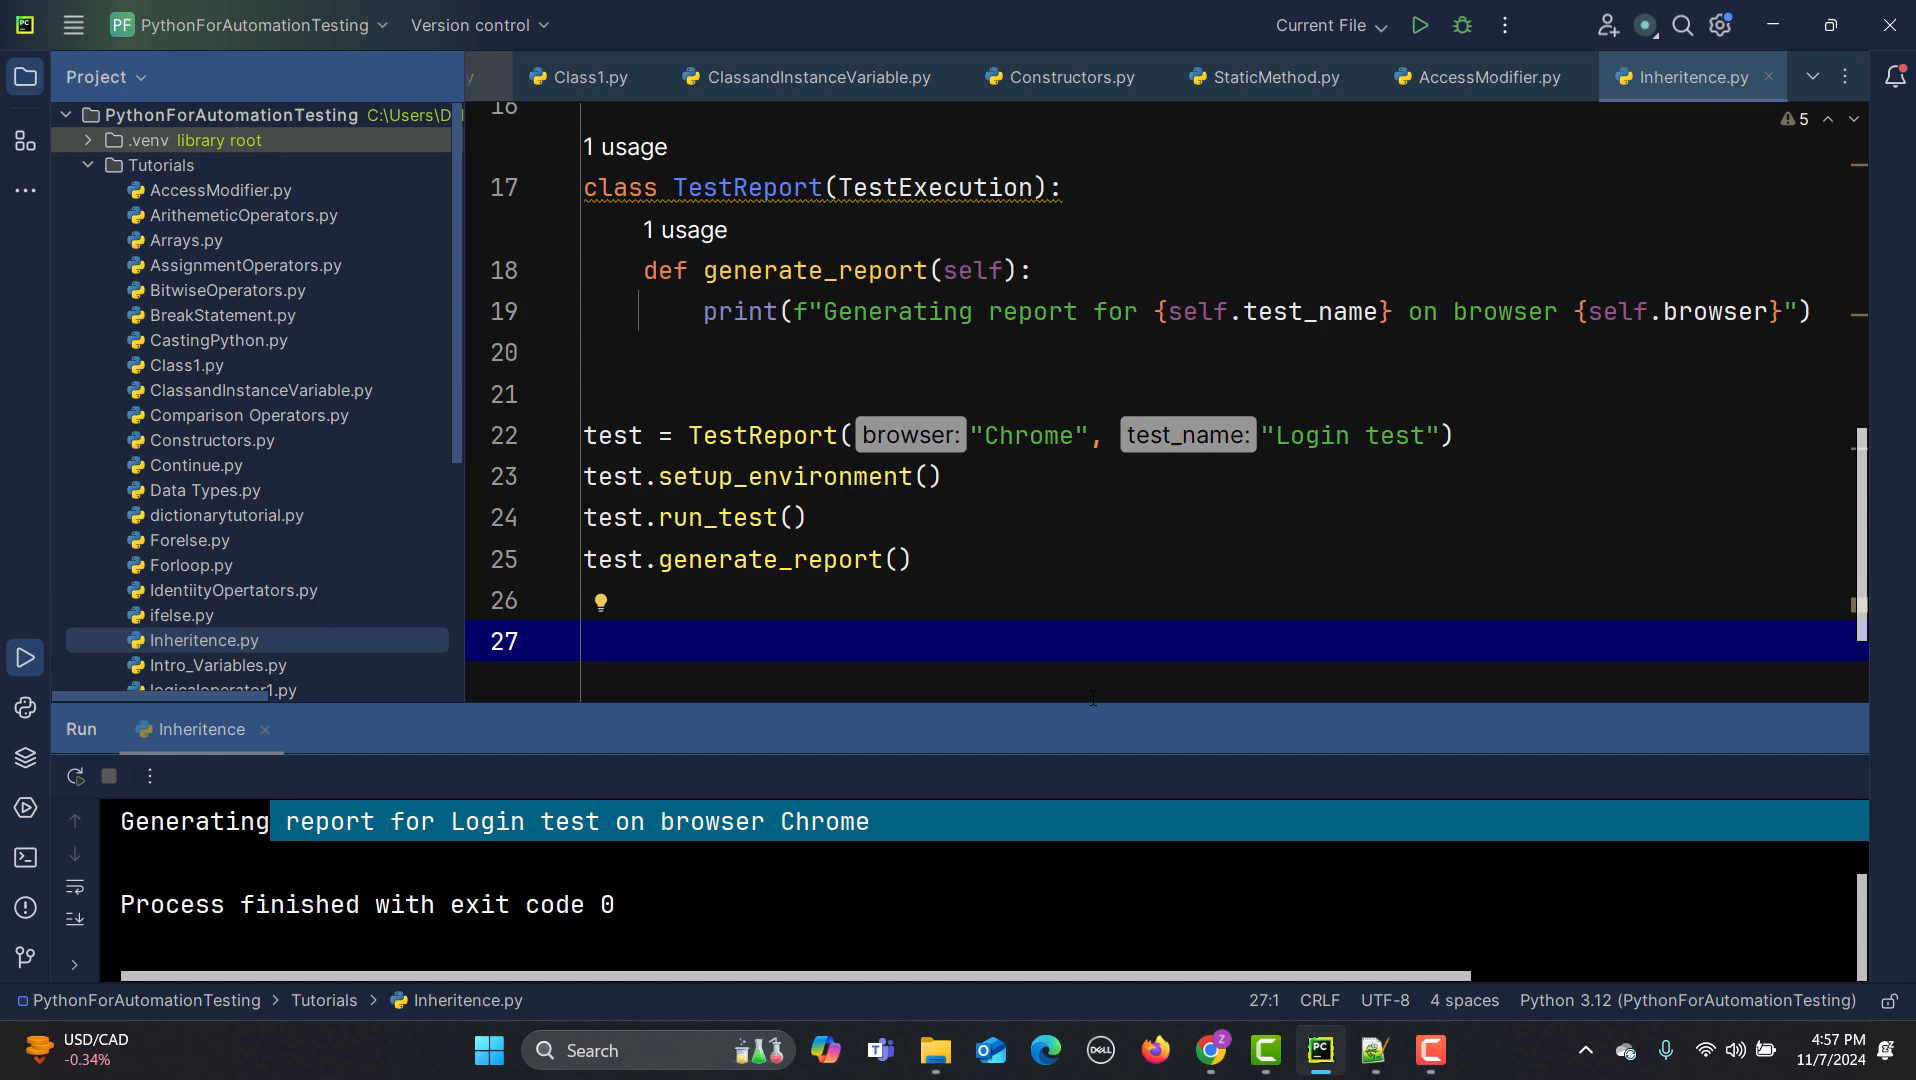 PC
PF PythonForAutomationTesting
Version control
Current File
Project
Class1.py
ClassandInstanceVariable.py
Constructors.py
StaticMethod.py
AccessModifier.py
Inheritence.py
PythonForAutomationTesting C:\Users\D
.venv library root
Tutorials
AccessModifier.py
ArithemeticOperators.py
Arrays.py
AssignmentOperators.py
BitwiseOperators.py
BreakStatement.py
CastingPython.py
Class1.py
ClassandInstanceVariable.py
Comparison Operators.py
Constructors.py
Continue.py
Data Types.py
dictionarytutorial.py
Forelse.py
Forloop.py
IdentiityOpertators.py
ifelse.py
Inheritence.py
Intro_Variables.py
logicaloperator1.py
5
16
1 usage
17 class TestReport(TestExecution):
1 usage
18 def generate_report(self):
19 print(f"Generating report for {self.test_name} on browser {self.browser}")
20
21
22 test = TestReport( browser: "Chrome", test_name: "Login test")
23 test.setup_environment()
24 test.run_test()
25 test.generate_report()
26
27
Run Inheritence
Generating report for Login test on browser Chrome
Process finished with exit code 0
PythonForAutomationTesting > Tutorials > Inheritence.py
27:1 CRLF UTF-8 4 spaces Python 3.12 (PythonForAutomationTesting)
USD/CAD
-0.34%
Search
DELL
Z
PC
4:57 PM
11/7/2024